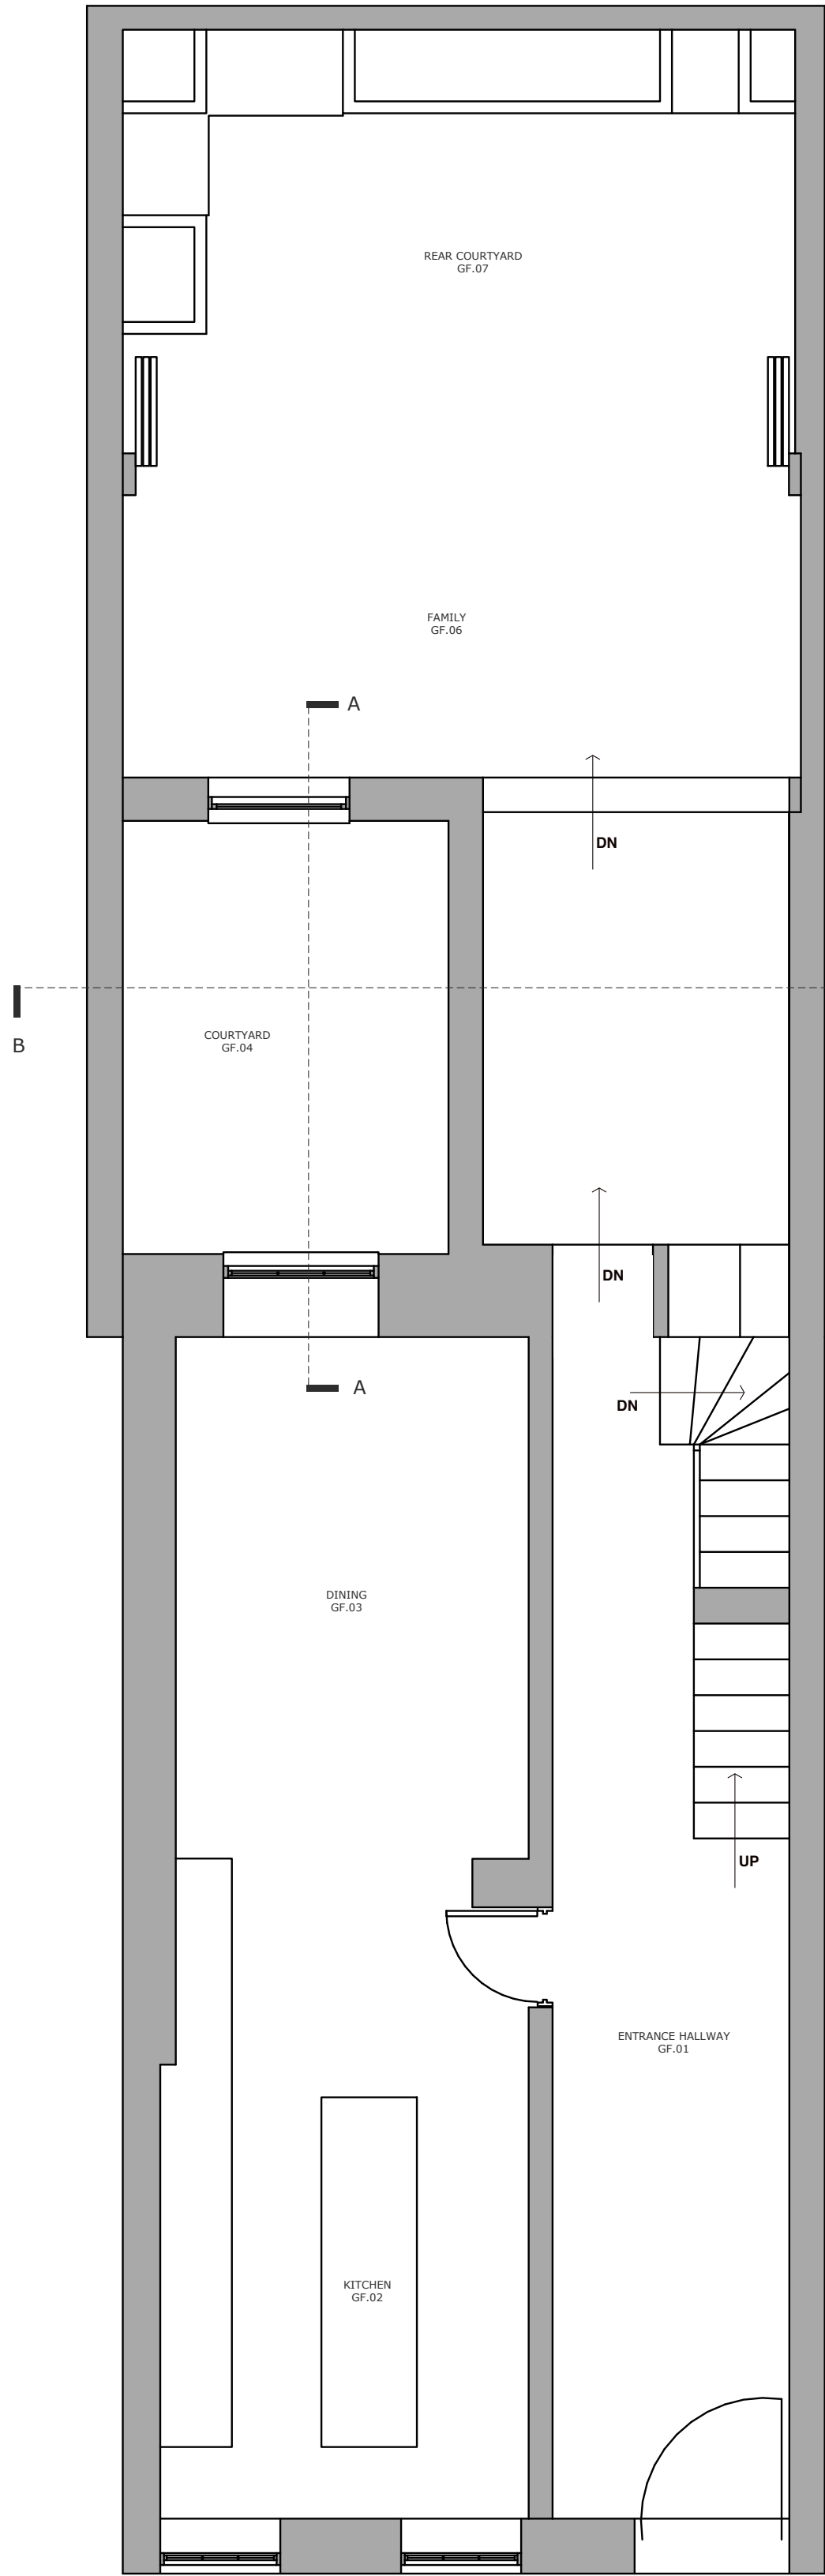 REAR COURTYARD
GF.07
FAMILY
GF.06
A
DN
B
COURTYARD
GF.04
DN
A
DN
DINING
GF.03
UP
ENTRANCE HALLWAY
GF.01
KITCHEN
GF.02